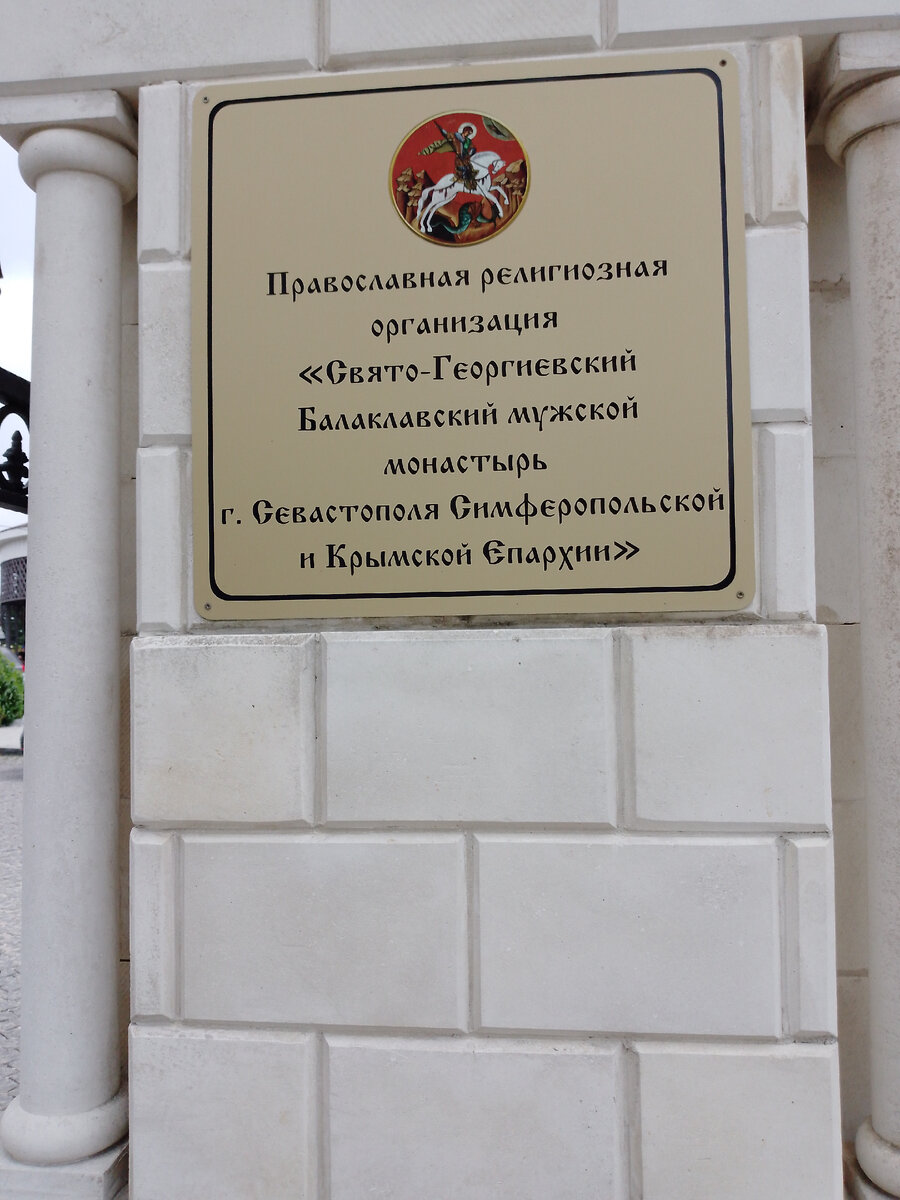 Православная религиозная
организация
«Свято-Георгиевский
Балаклавский мужской
монастырь
г. Севастополя Симферопольской
и Крымской Епархии»